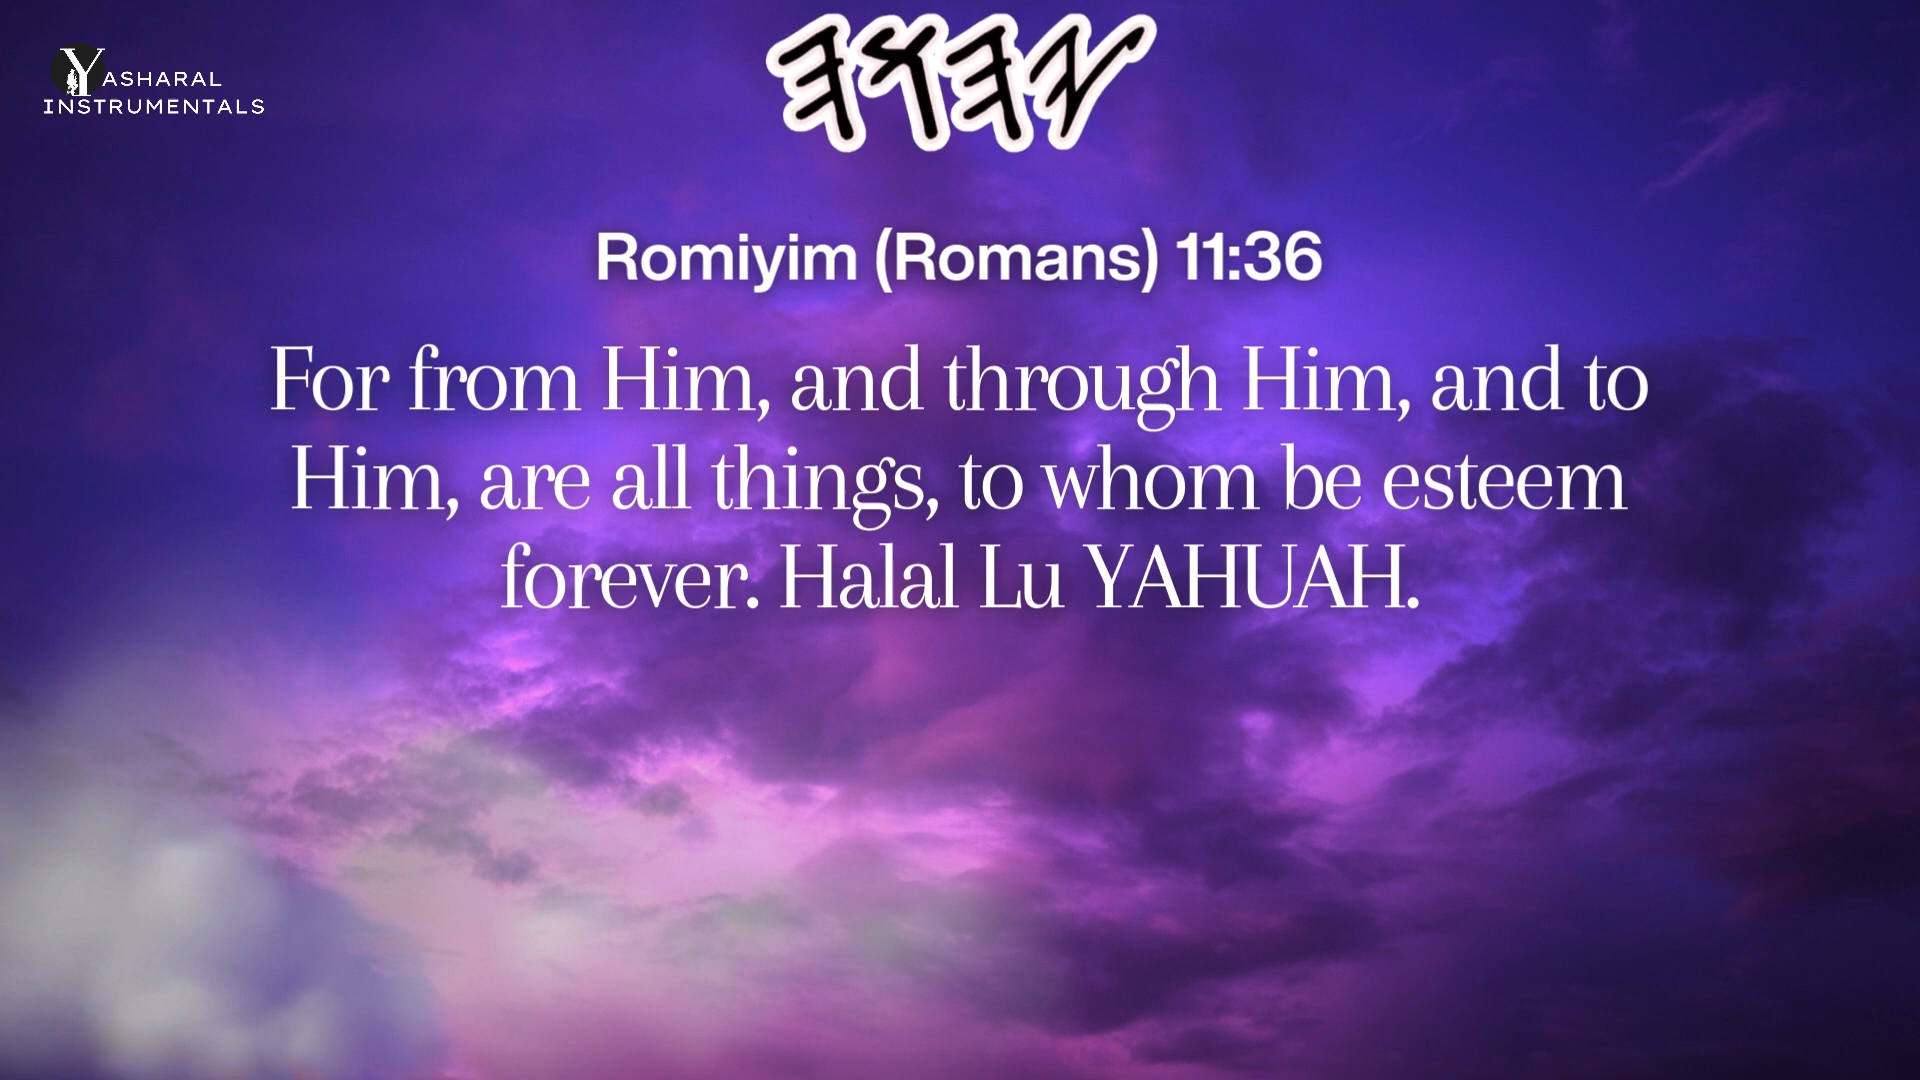 𐤉𐤄𐤅𐤄
YASHARAL
INSTRUMENTALS
Romiyim (Romans) 11:36
For from Him, and through Him, and to
Him, are all things, to whom be esteem
forever. Halal Lu YAHUAH.